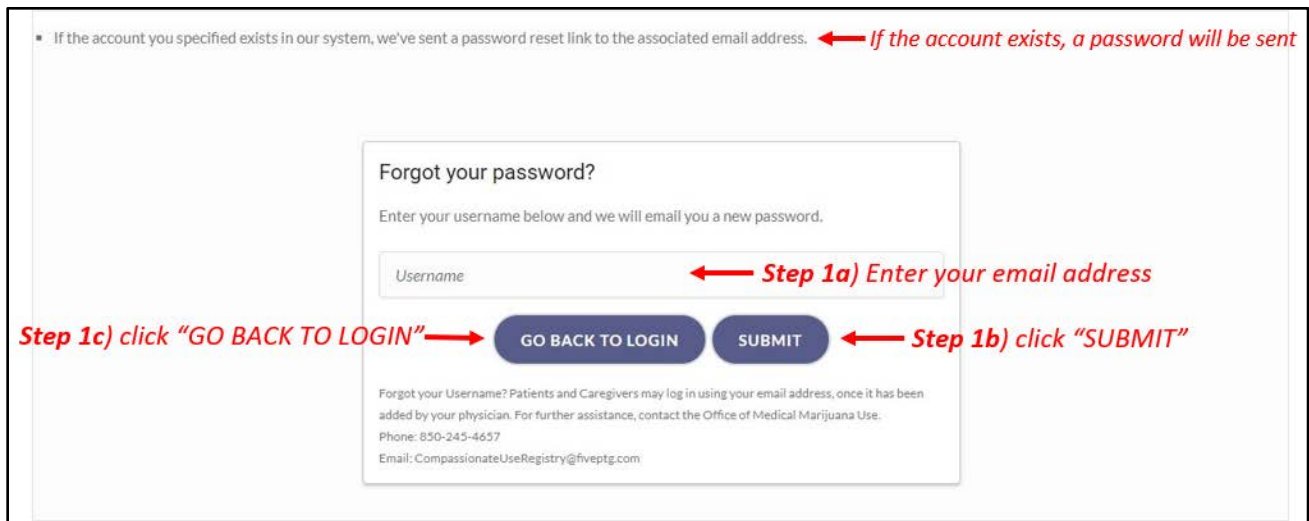 ▪ If the account you specified exists in our system, we've sent a password reset link to the associated email address. If the account exists, a password will be sent
Forgot your password?
Enter your username below and we will email you a new password.
Username Step 1a) Enter your email address
Step 1c) click “GO BACK TO LOGIN” GO BACK TO LOGIN SUBMIT Step 1b) click “SUBMIT”
Forgot your Username? Patients and Caregivers may log in using your email address, once it has been
added by your physician. For further assistance, contact the Office of Medical Marijuana Use.
Phone: 850-245-4657
Email: CompassionateUseRegistry@fiveptg.com